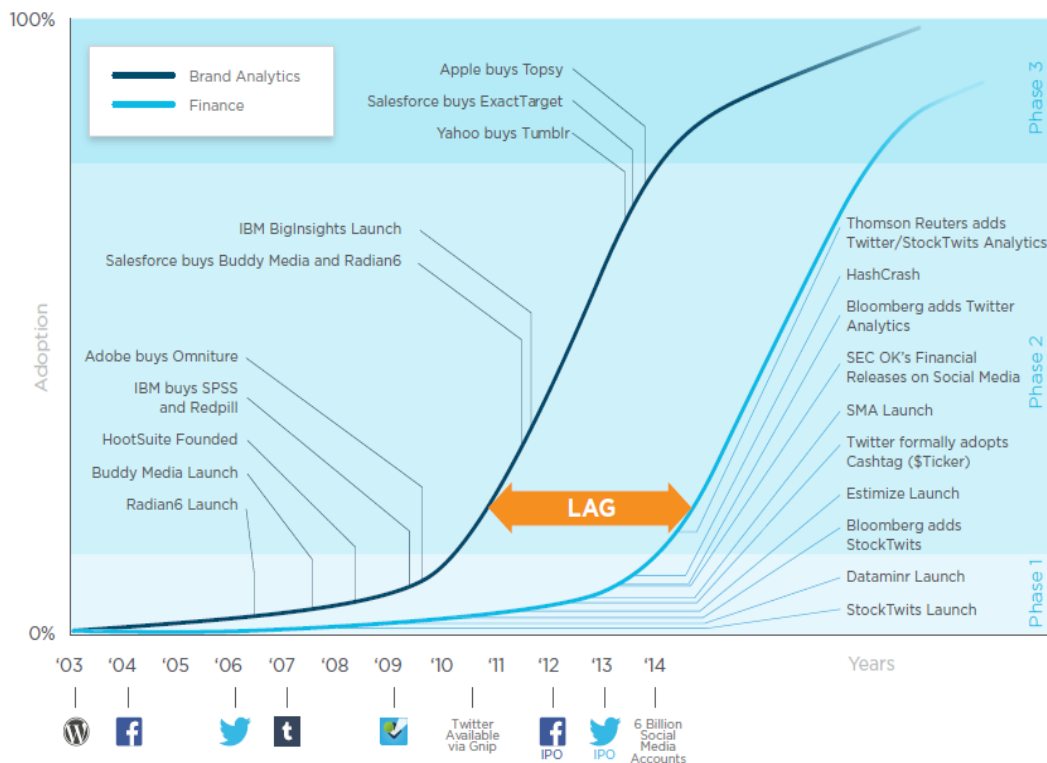 100%
Brand Analytics
Finance
Apple buys Topsy
Salesforce buys ExactTarget
Yahoo buys Tumblr
IBM BigInsights Launch
Salesforce buys Buddy Media and Radian6
Adobe buys Omniture
IBM buys SPSS
and Redpill
HootSuite Founded
Buddy Media Launch
Radian6 Launch
Adoption
LAG
Thomson Reuters adds
Twitter/StockTwits Analytics
HashCrash
Bloomberg adds Twitter
Analytics
SEC OK's Financial
Releases on Social Media
SMA Launch
Twitter formally adopts
Cashtag ($Ticker)
Estimize Launch
Bloomberg adds
StockTwits
Dataminr Launch
StockTwits Launch
Phase 3
Phase 2
Phase 1
0%
‘03 ‘04 ‘05 ‘06 ‘07 ‘08 ‘09 ‘10 ‘11 ‘12 ‘13 ‘14 Years
Twitter
Available
via Gnip
IPO
IPO
6 Billion
Social
Media
Accounts